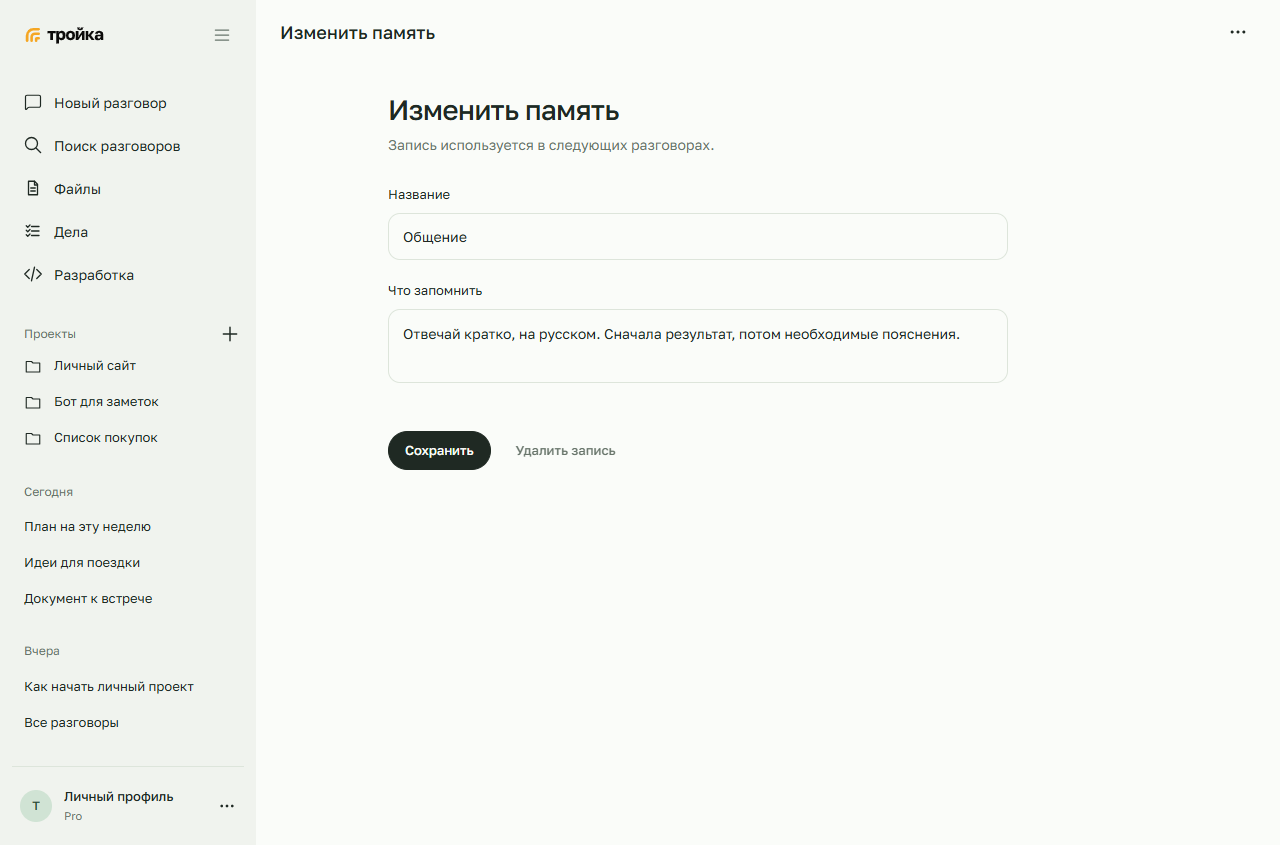 тройка
Новый разговор
Поиск разговоров
Файлы
Дела
Разработка
Проекты
Личный сайт
Бот для заметок
Список покупок
Сегодня
План на эту неделю
Идеи для поездки
Документ к встрече
Вчера
Как начать личный проект
Все разговоры
Т
Личный профиль
Pro
Изменить память
Изменить память
Запись используется в следующих разговорах.
Название
Общение
Что запомнить
Отвечай кратко, на русском. Сначала результат, потом необходимые пояснения.
Сохранить
Удалить запись